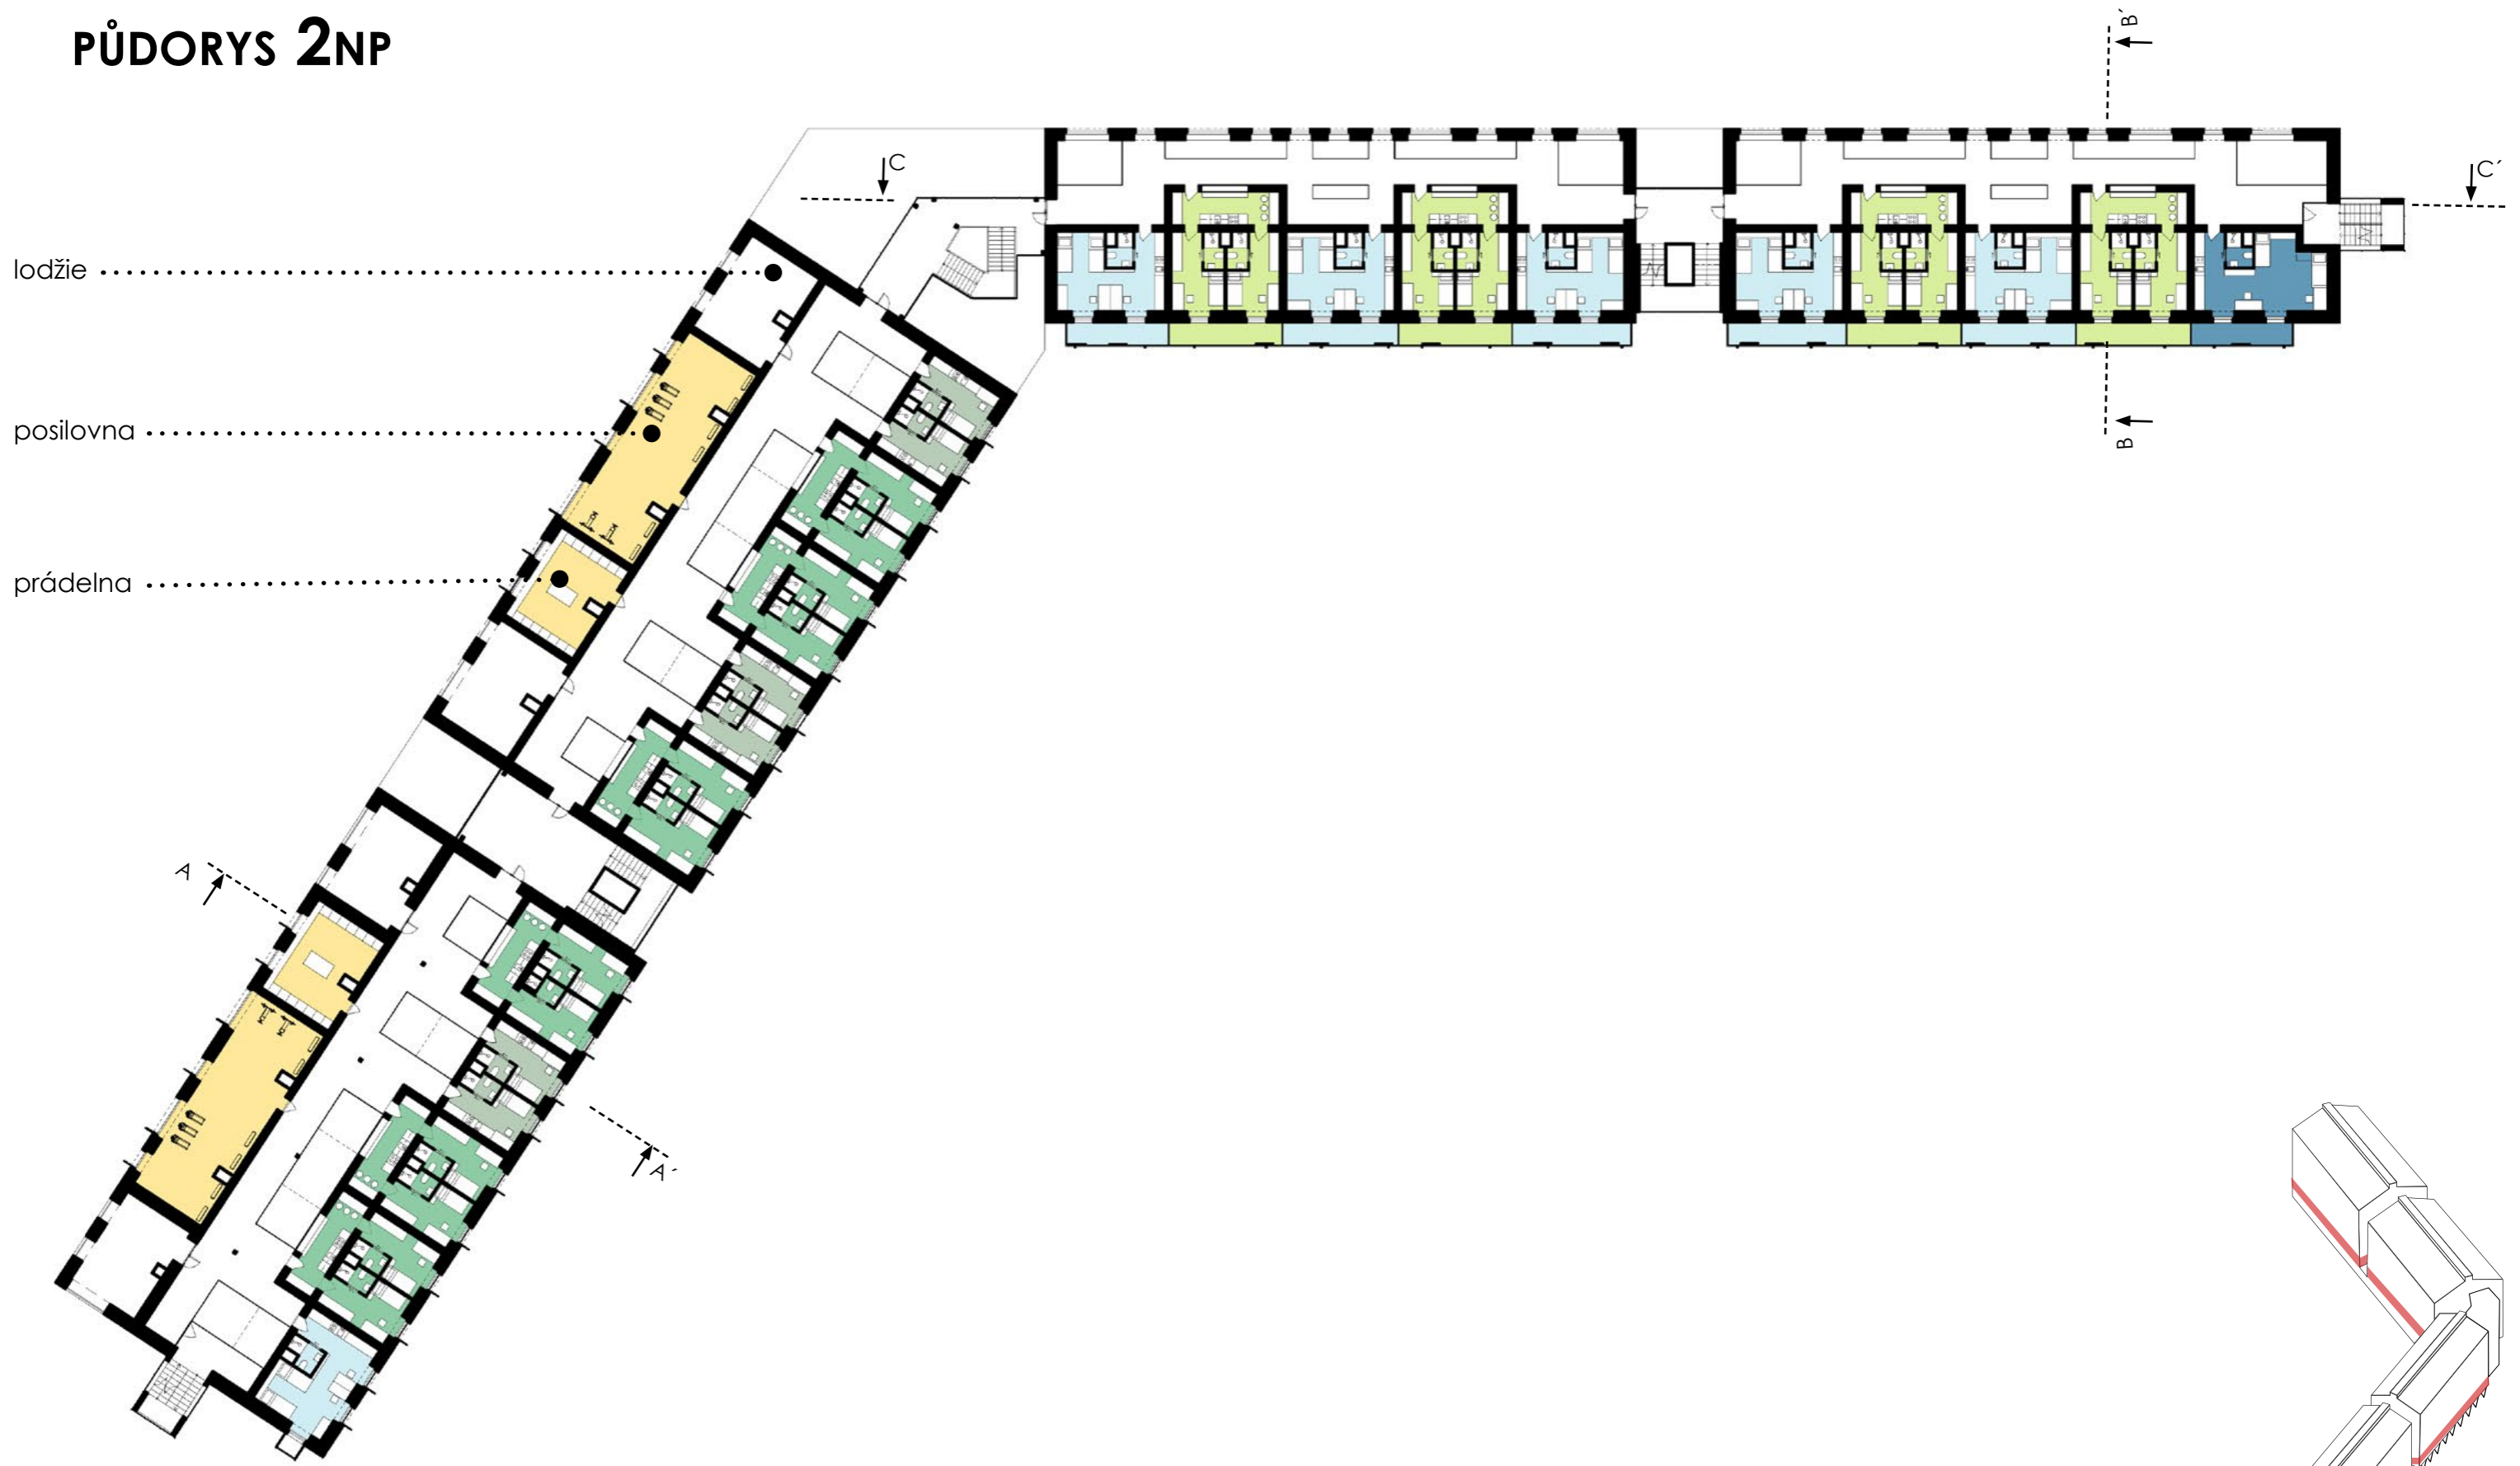 PŮDORYS 2NP
B´
C
C´
lodžie
posilovna
B
prádelna
A
A´